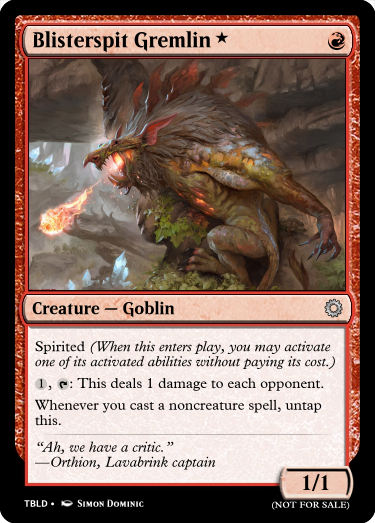 Blisterspit Gremlin ★
Creature — Goblin
Spirited (When this enters play, you may activate
one of its activated abilities without paying its cost.)
1, T: This deals 1 damage to each opponent.
Whenever you cast a noncreature spell, untap
this.
“Ah, we have a critic.”
—Orthion, Lavabrink captain
1/1
TBLD • Simon Dominic
(NOT FOR SALE)